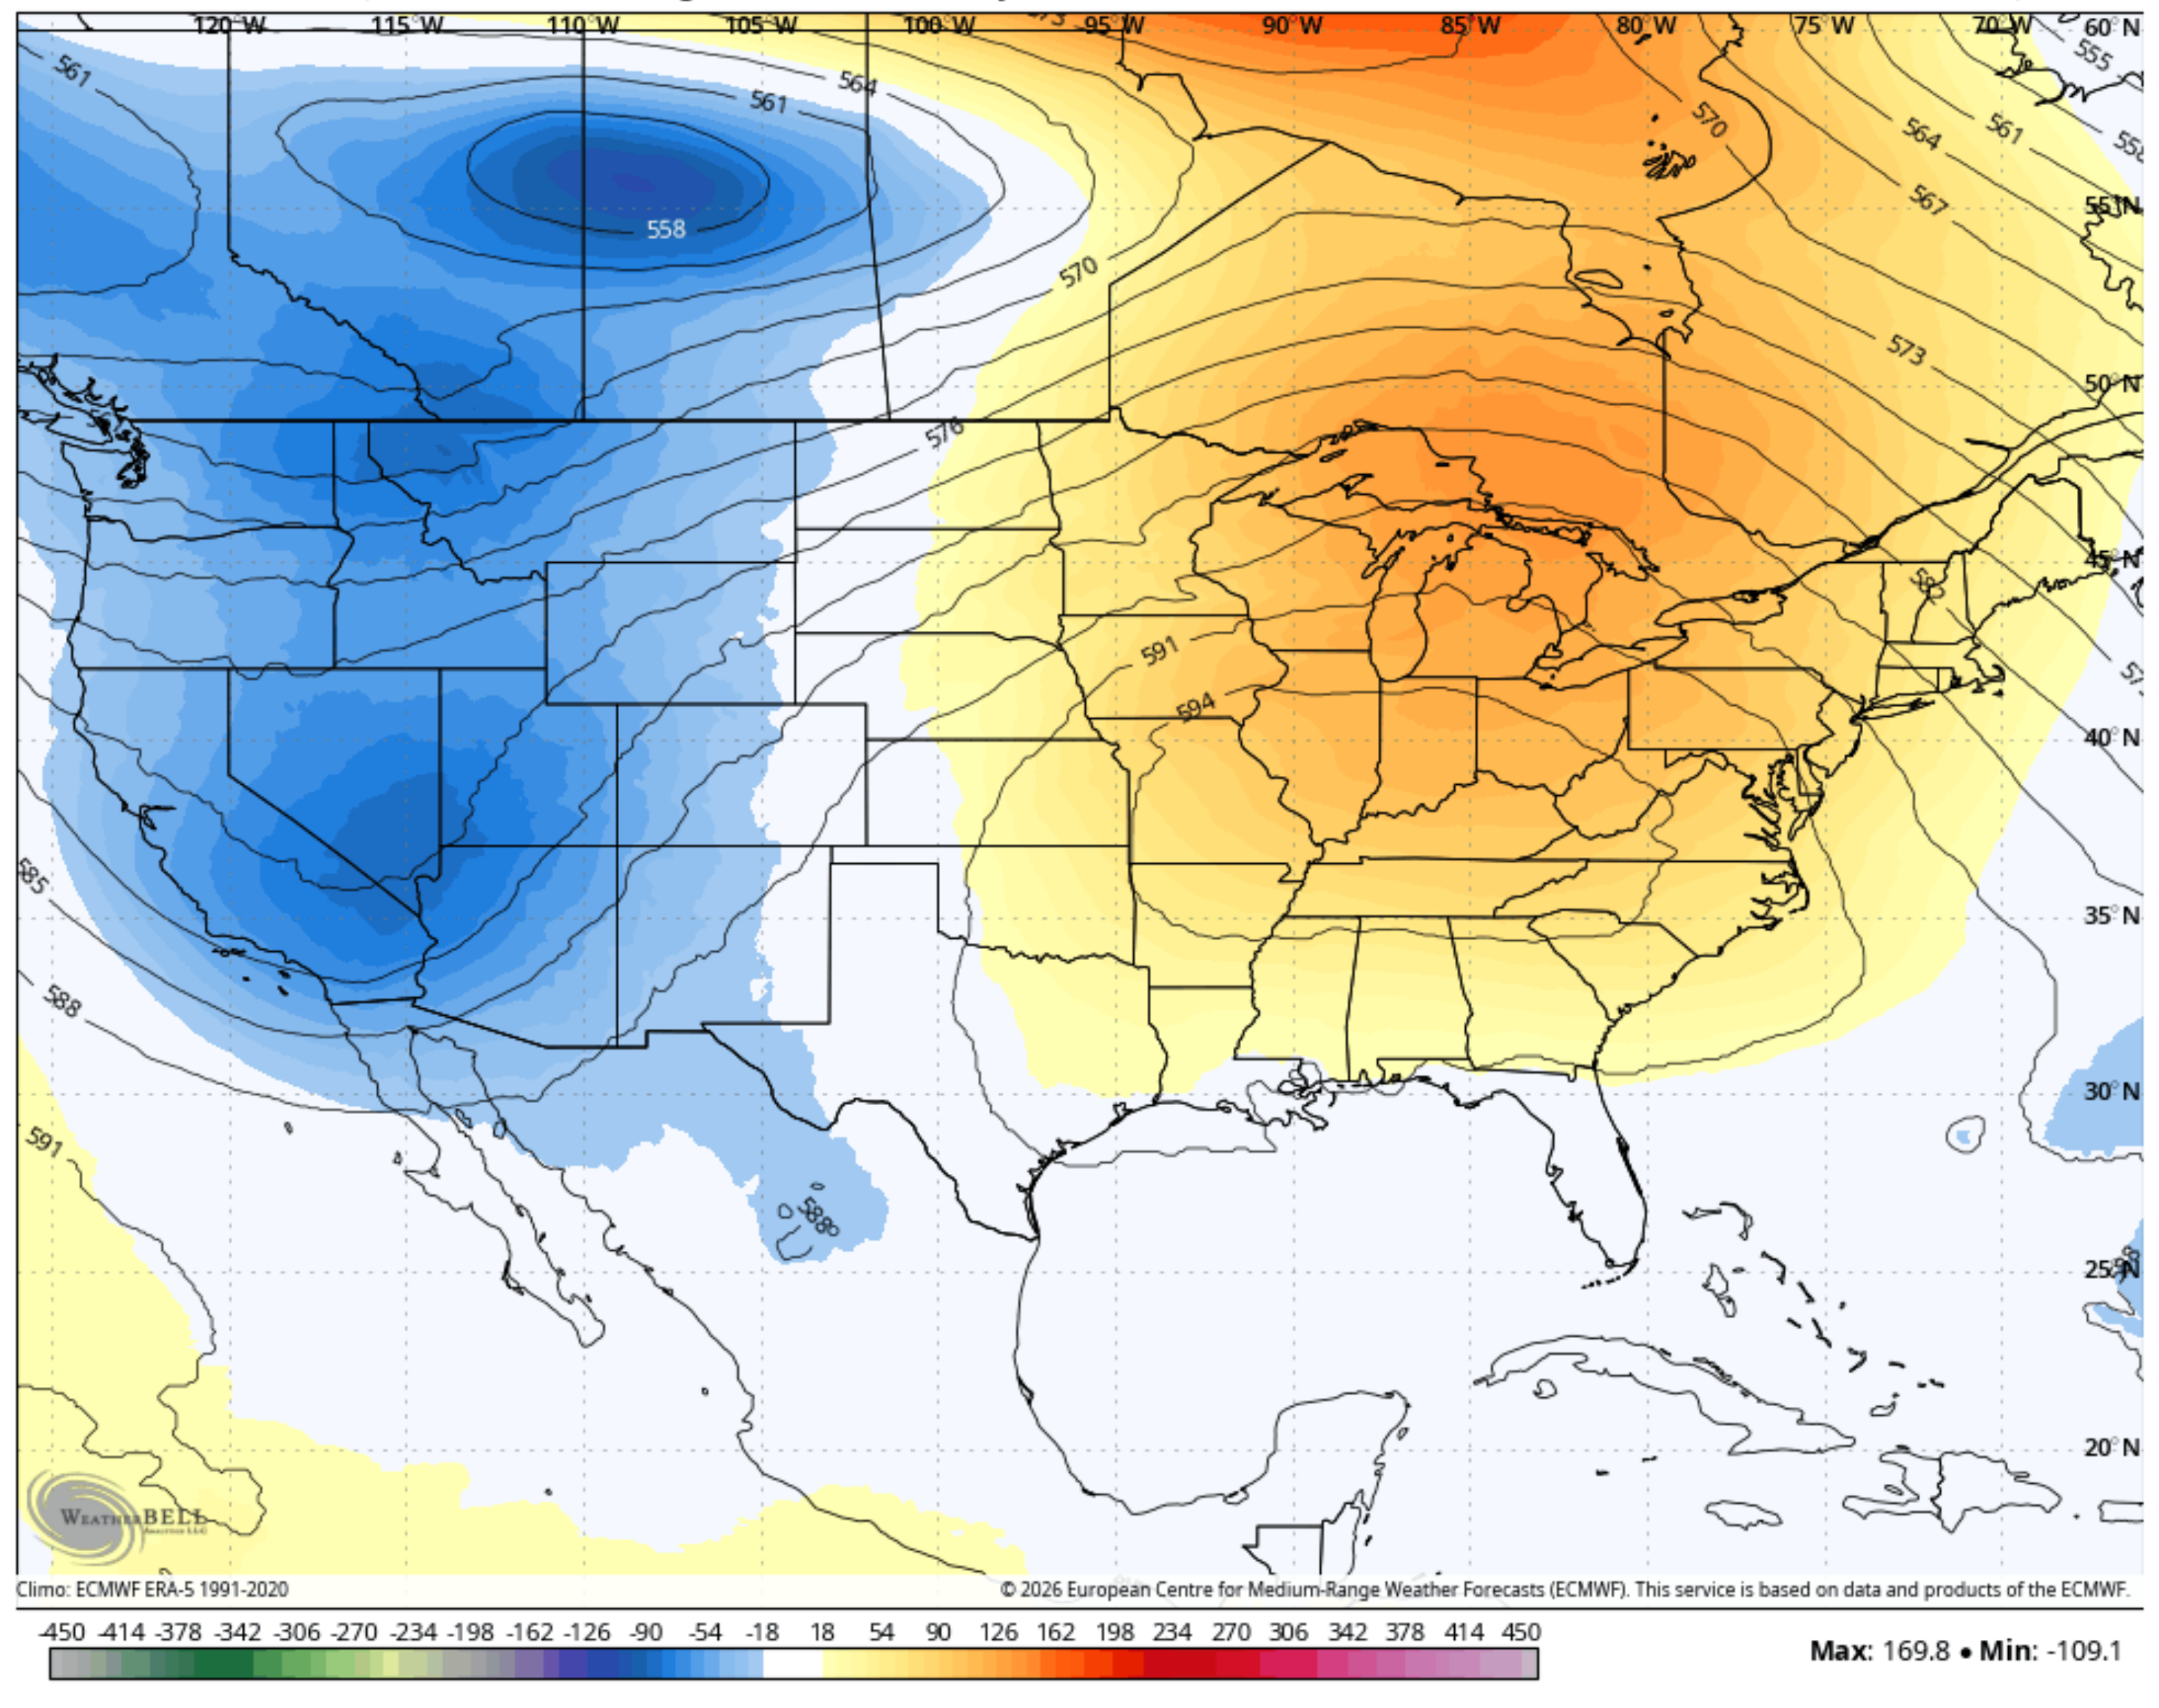 120°W 115°W 110°W 105°W 100°W 95°W 90°W 85°W 80°W 75°W 70°W 60°N
561
564
561
555
570
564
561
558
567
55°N
558
570
573
50°N
576
45°N
591
594
40°N
585
35°N
588
30°N
591
588
25°N
20°N
WEATHERBELL
ANALYTICS LLC
Climo: ECMWF ERA-5 1991-2020
© 2026 European Centre for Medium-Range Weather Forecasts (ECMWF). This service is based on data and products of the ECMWF.
-450 -414 -378 -342 -306 -270 -234 -198 -162 -126 -90 -54 -18 18 54 90 126 162 198 234 270 306 342 378 414 450
Max: 169.8 • Min: -109.1